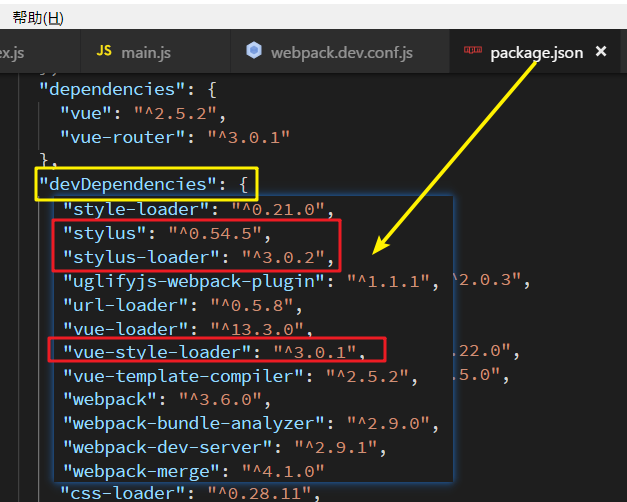 帮助(H)
ex.js JS main.js webpack.dev.conf.js npm package.json ×
},
"dependencies": {
"vue": "^2.5.2",
"vue-router": "^3.0.1"
},
"devDependencies": {
"style-loader": "^0.21.0",
"stylus": "^0.54.5",
"stylus-loader": "^3.0.2",
"uglifyjs-webpack-plugin": "^1.1.1", ^2.0.3",
"url-loader": "^0.5.8",
"vue-loader": "^13.3.0",
"vue-style-loader": "^3.0.1", .22.0",
"vue-template-compiler": "^2.5.2", .5.0",
"webpack": "^3.6.0",
"webpack-bundle-analyzer": "^2.9.0",
"webpack-dev-server": "^2.9.1",
"webpack-merge": "^4.1.0"
"css-loader": "^0.28.11",